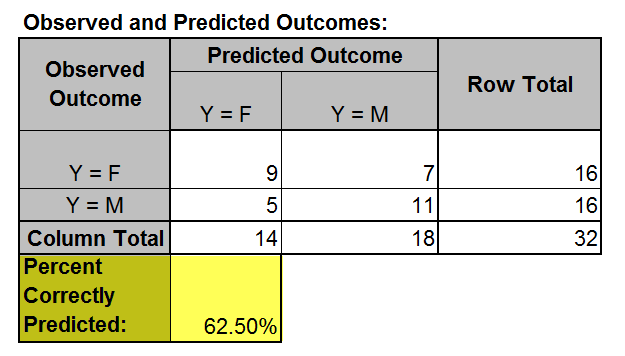 Observed and Predicted Outcomes:
Observed Outcome Predicted Outcome Row Total
Y = F Y = M
Y = F 9 7 16
Y = M 5 11 16
Column Total 14 18 32
Percent
Correctly
Predicted: 62.50%